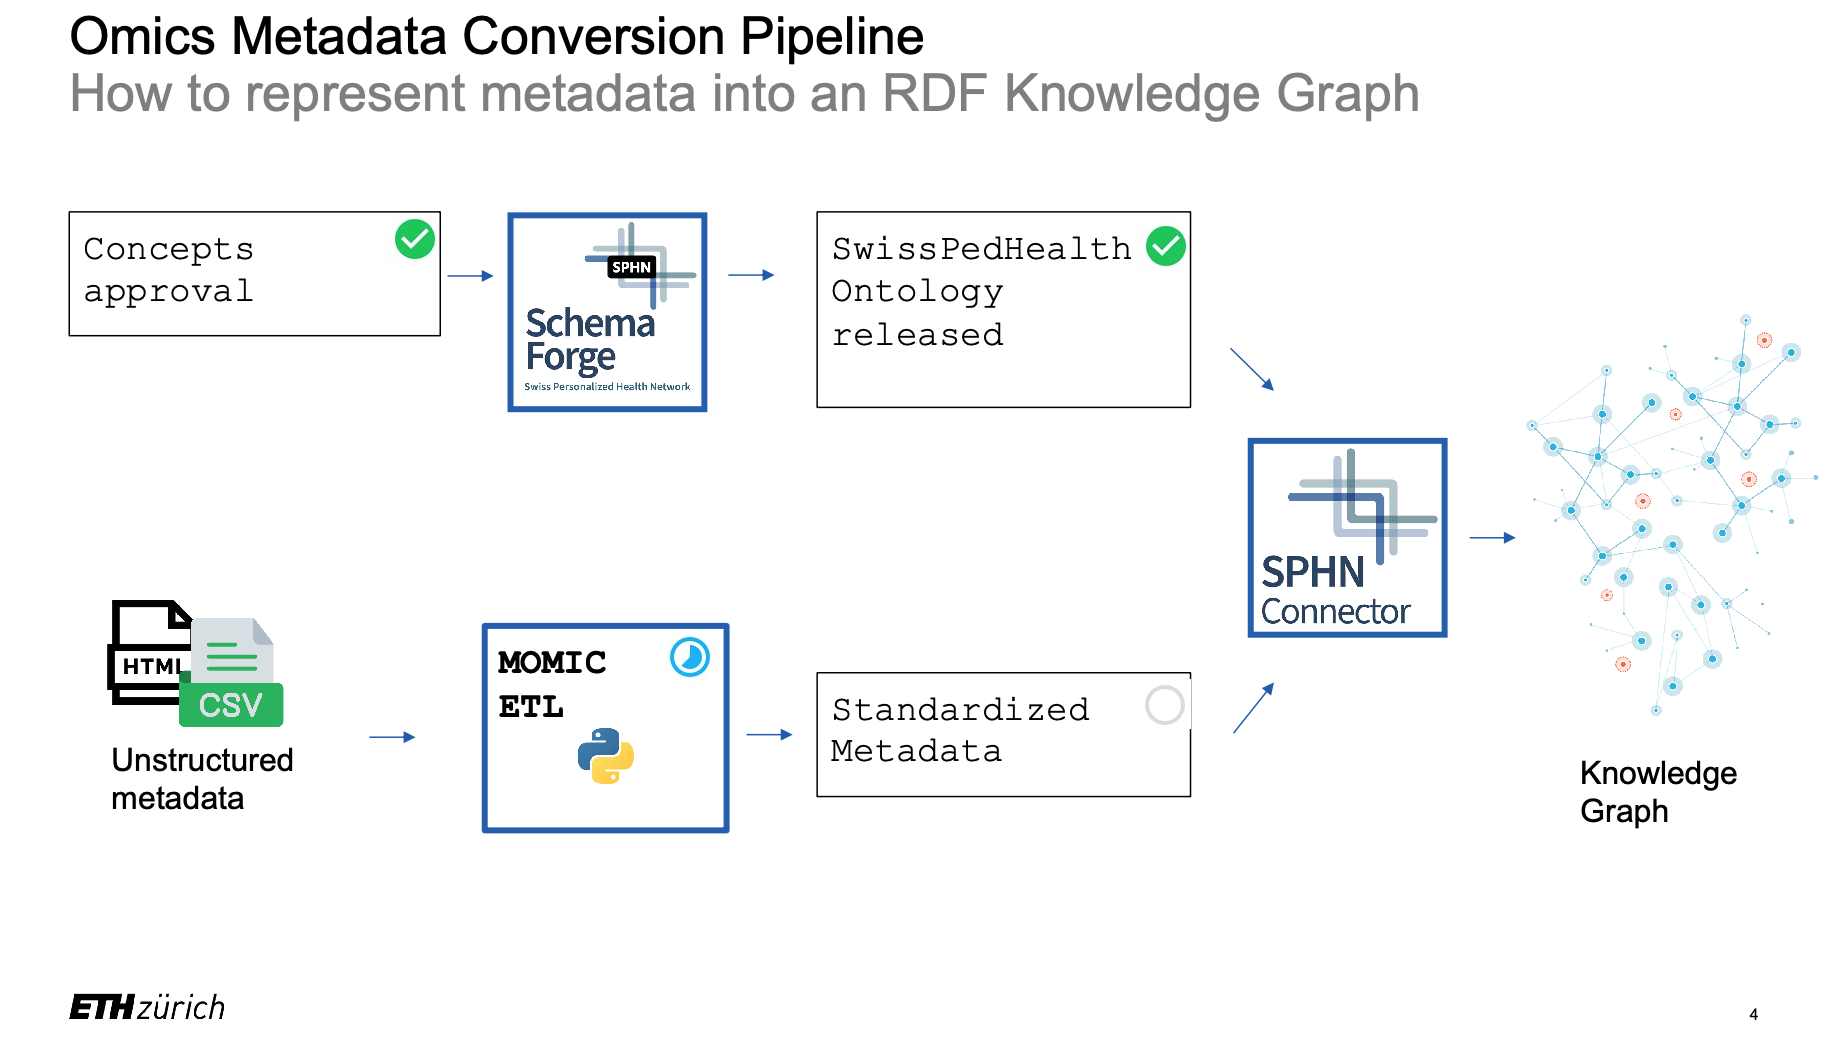 Omics Metadata Conversion Pipeline
How to represent metadata into an RDF Knowledge Graph
Concepts
approval
SPHN
Schema
Forge
Swiss Personalized Health Network
SwissPedHealth
Ontology
released
SPHN
Connector
HTML
CSV
Unstructured
metadata
MOMIC
ETL
Standardized
Metadata
Knowledge
Graph
ETH zürich
4